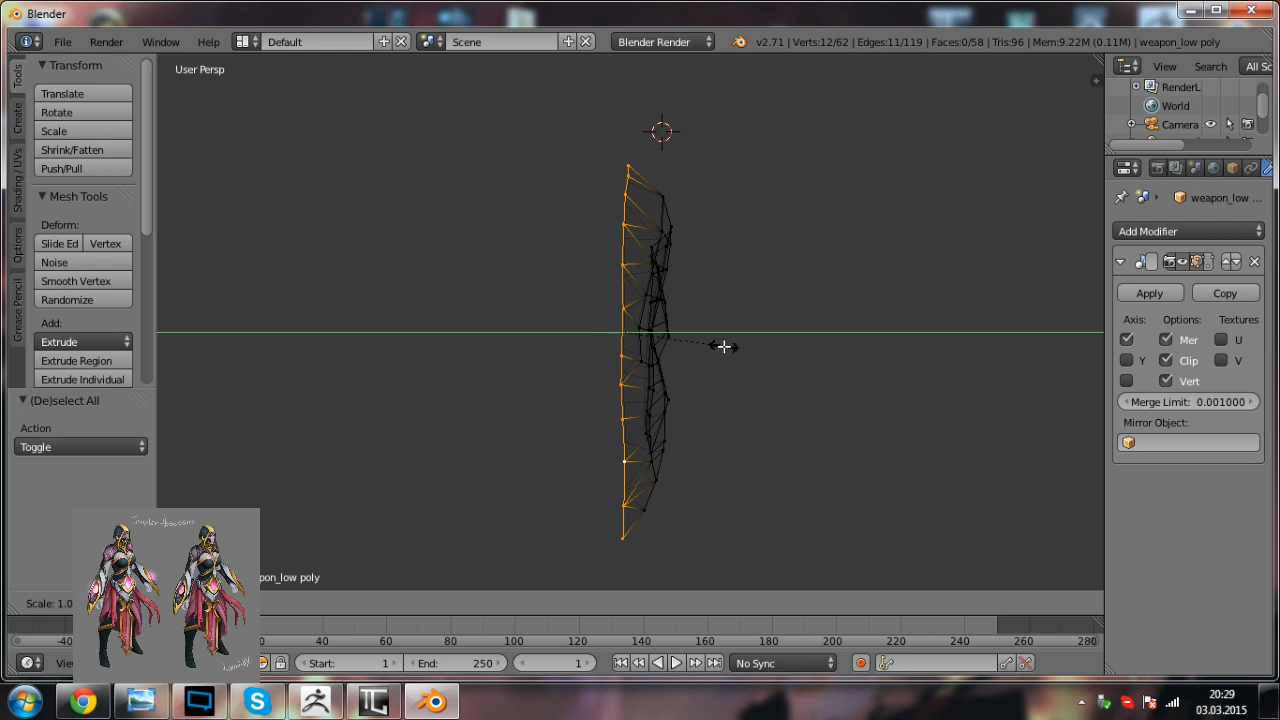 Blender
File Render Window Help Default Scene Blender Render v2.71 | Verts:12/62 | Edges:11/119 | Faces:0/58 | Tris:96 | Mem:9.22M (0.11M) | weapon_low poly
Tools
Create
Shading / UVs
Options
Grease Pencil
Transform
Translate
Rotate
Scale
Shrink/Fatten
Push/Pull
Mesh Tools
Deform:
Slide Ed Vertex
Noise
Smooth Vertex
Randomize
Add:
Extrude
Extrude Region
Extrude Individual
(De)select All
Action
Toggle
User Persp
pon_low poly
Scale: 1.0
View Search All Sc
RenderL
World
Camera
weapon_low ...
Add Modifier
Apply Copy
Axis: Options: Textures
Mer U
Y Clip V
Vert
Merge Limit: 0.001000
Mirror Object:
-40 20 40 60 80 100 120 140 160 180 200 220 240 260 280
Start: 1 End: 250 1 No Sync
20:29
03.03.2015